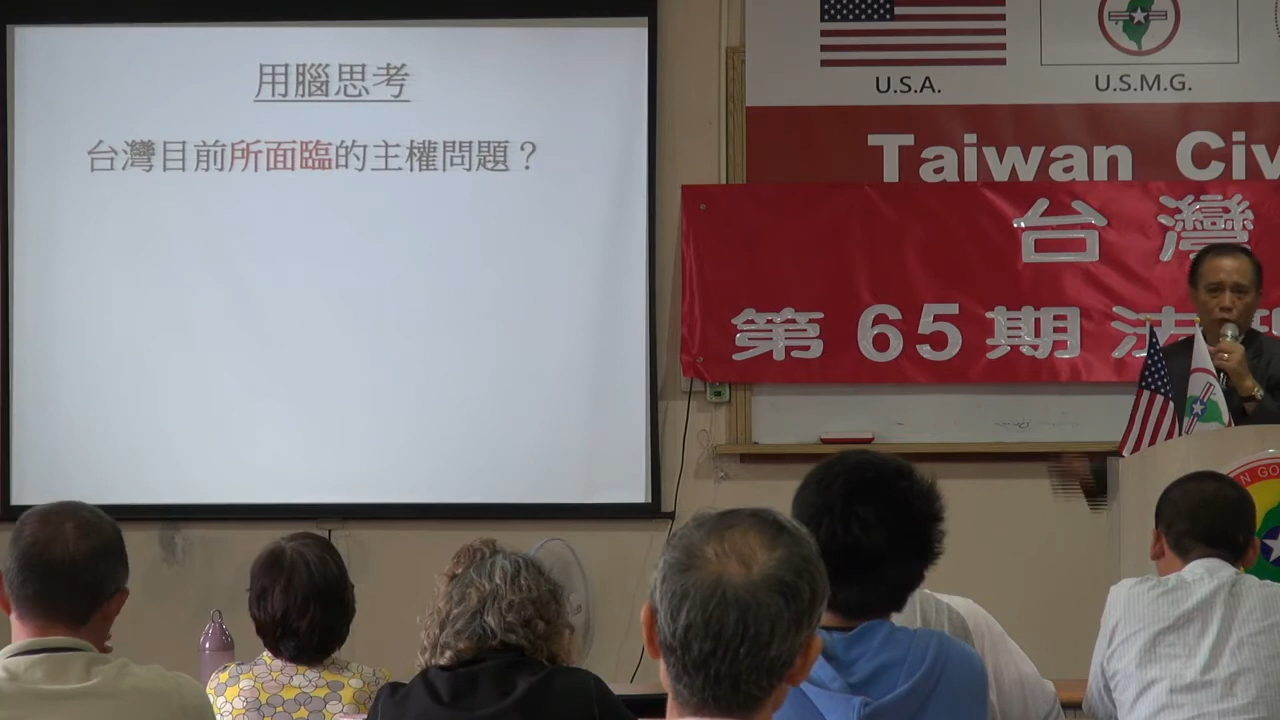 用腦思考
台灣目前所面臨的主權問題？
U.S.A.
U.S.M.G.
Taiwan Civ
台灣
第65期法
N GO